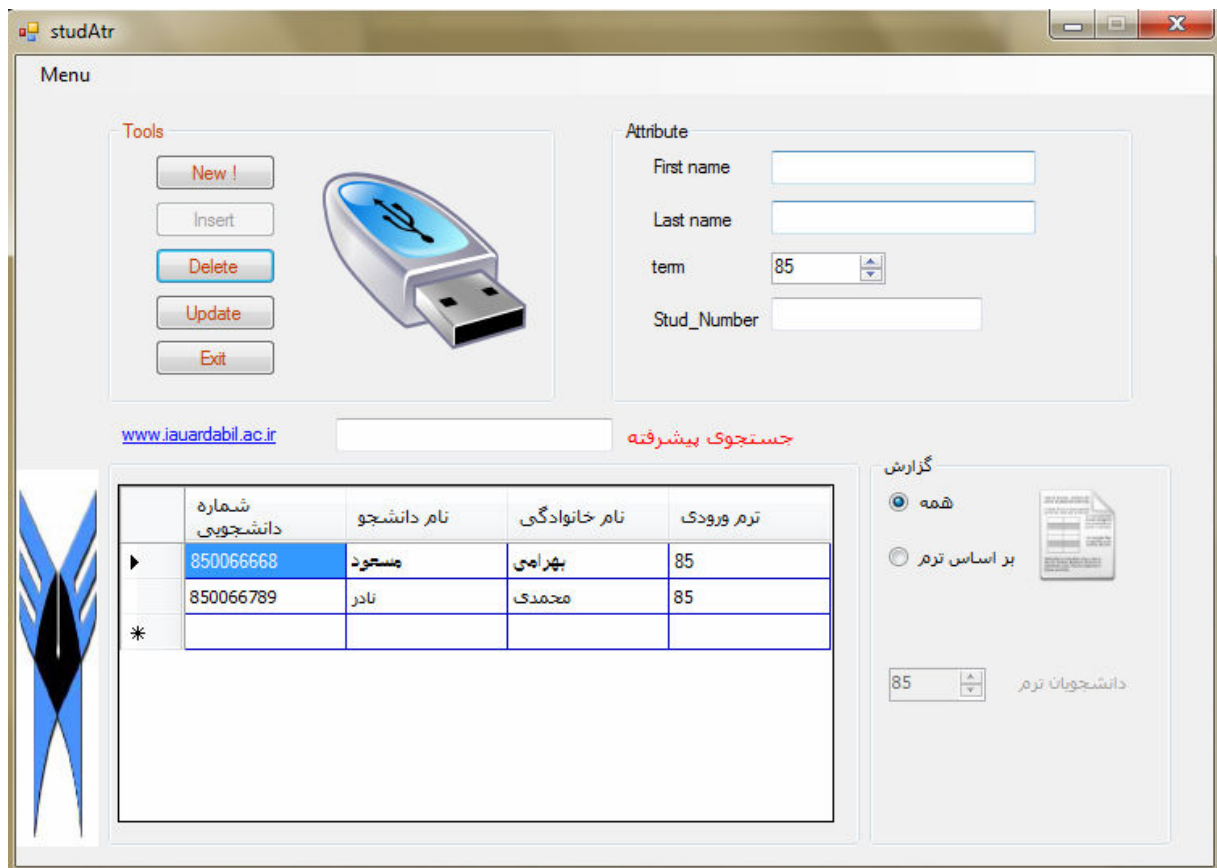 studAtr
Menu
Tools
New !
Insert
Delete
Update
Exit
Attribute
First name
Last name
term 85
Stud_Number
www.iauardabil.ac.ir
جستجوی پیشرفته
شماره دانشجویی نام دانشجو نام خانوادگی ترم ورودی
850066668 مسعود بهرامی 85
850066789 نادر محمدی 85
گزارش
همه
بر اساس ترم
دانشجویان ترم 85